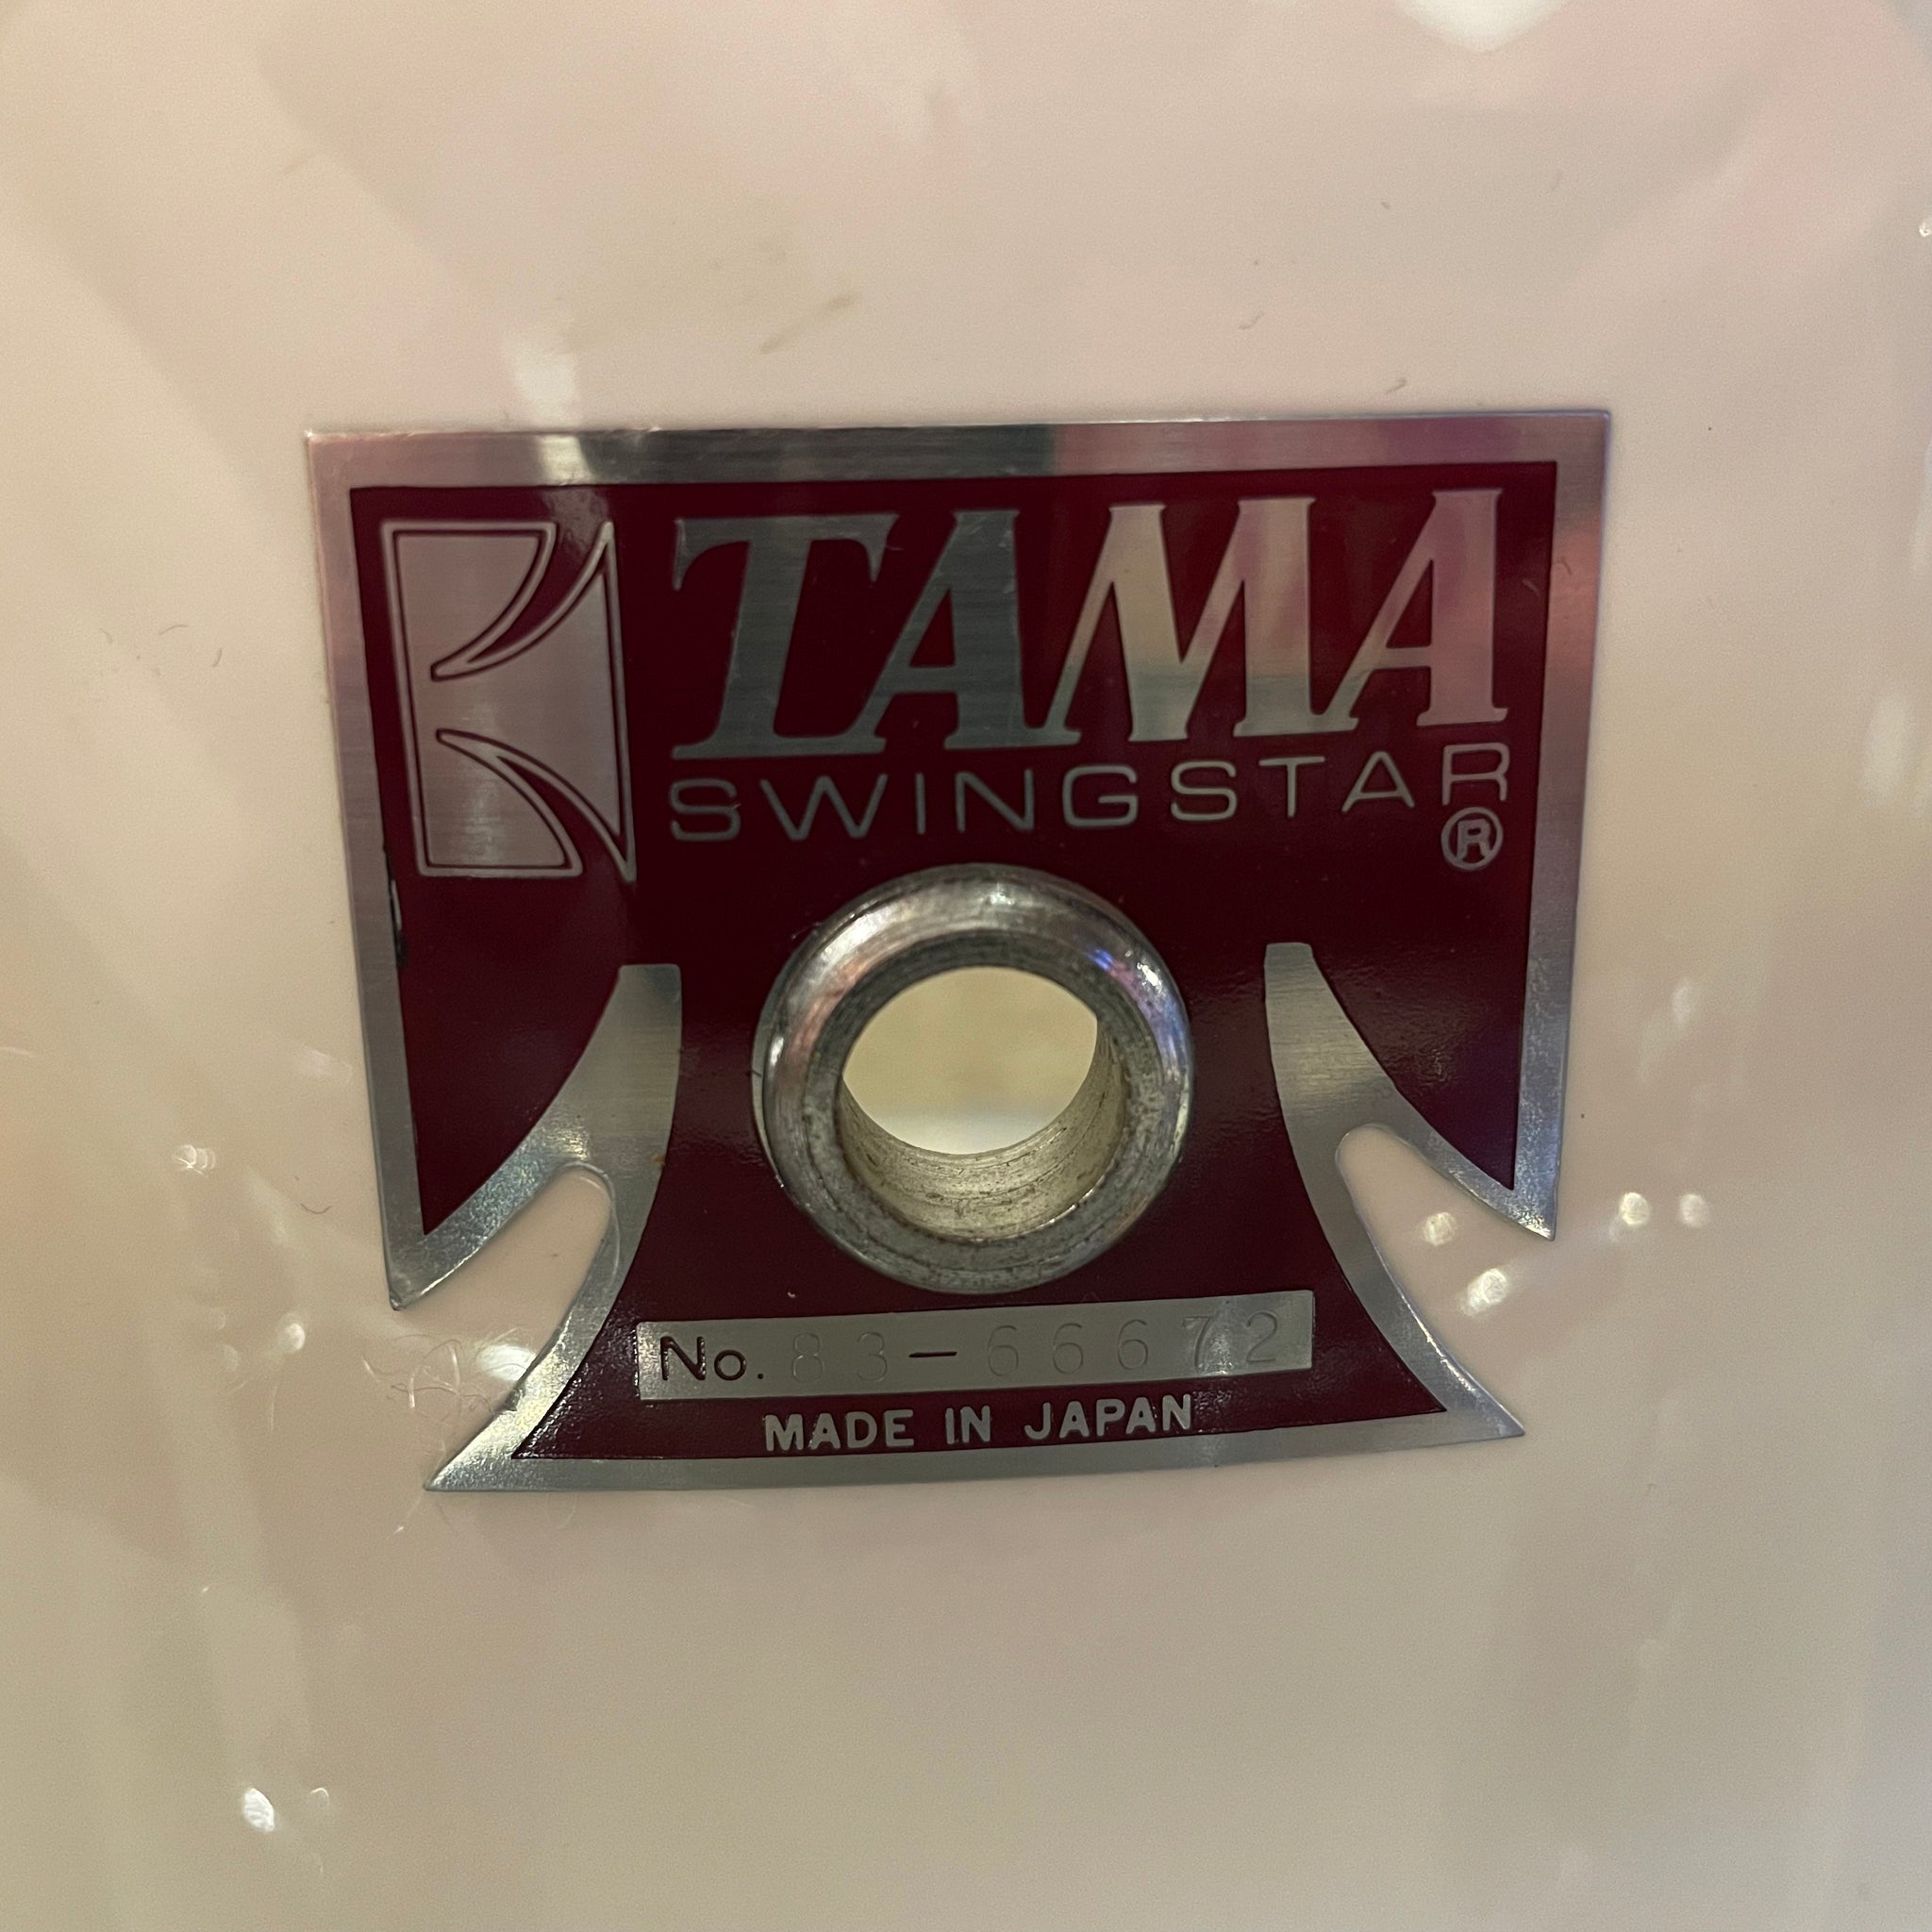 TAMA
SWINGSTAR
®
No. 83-66672
MADE IN JAPAN